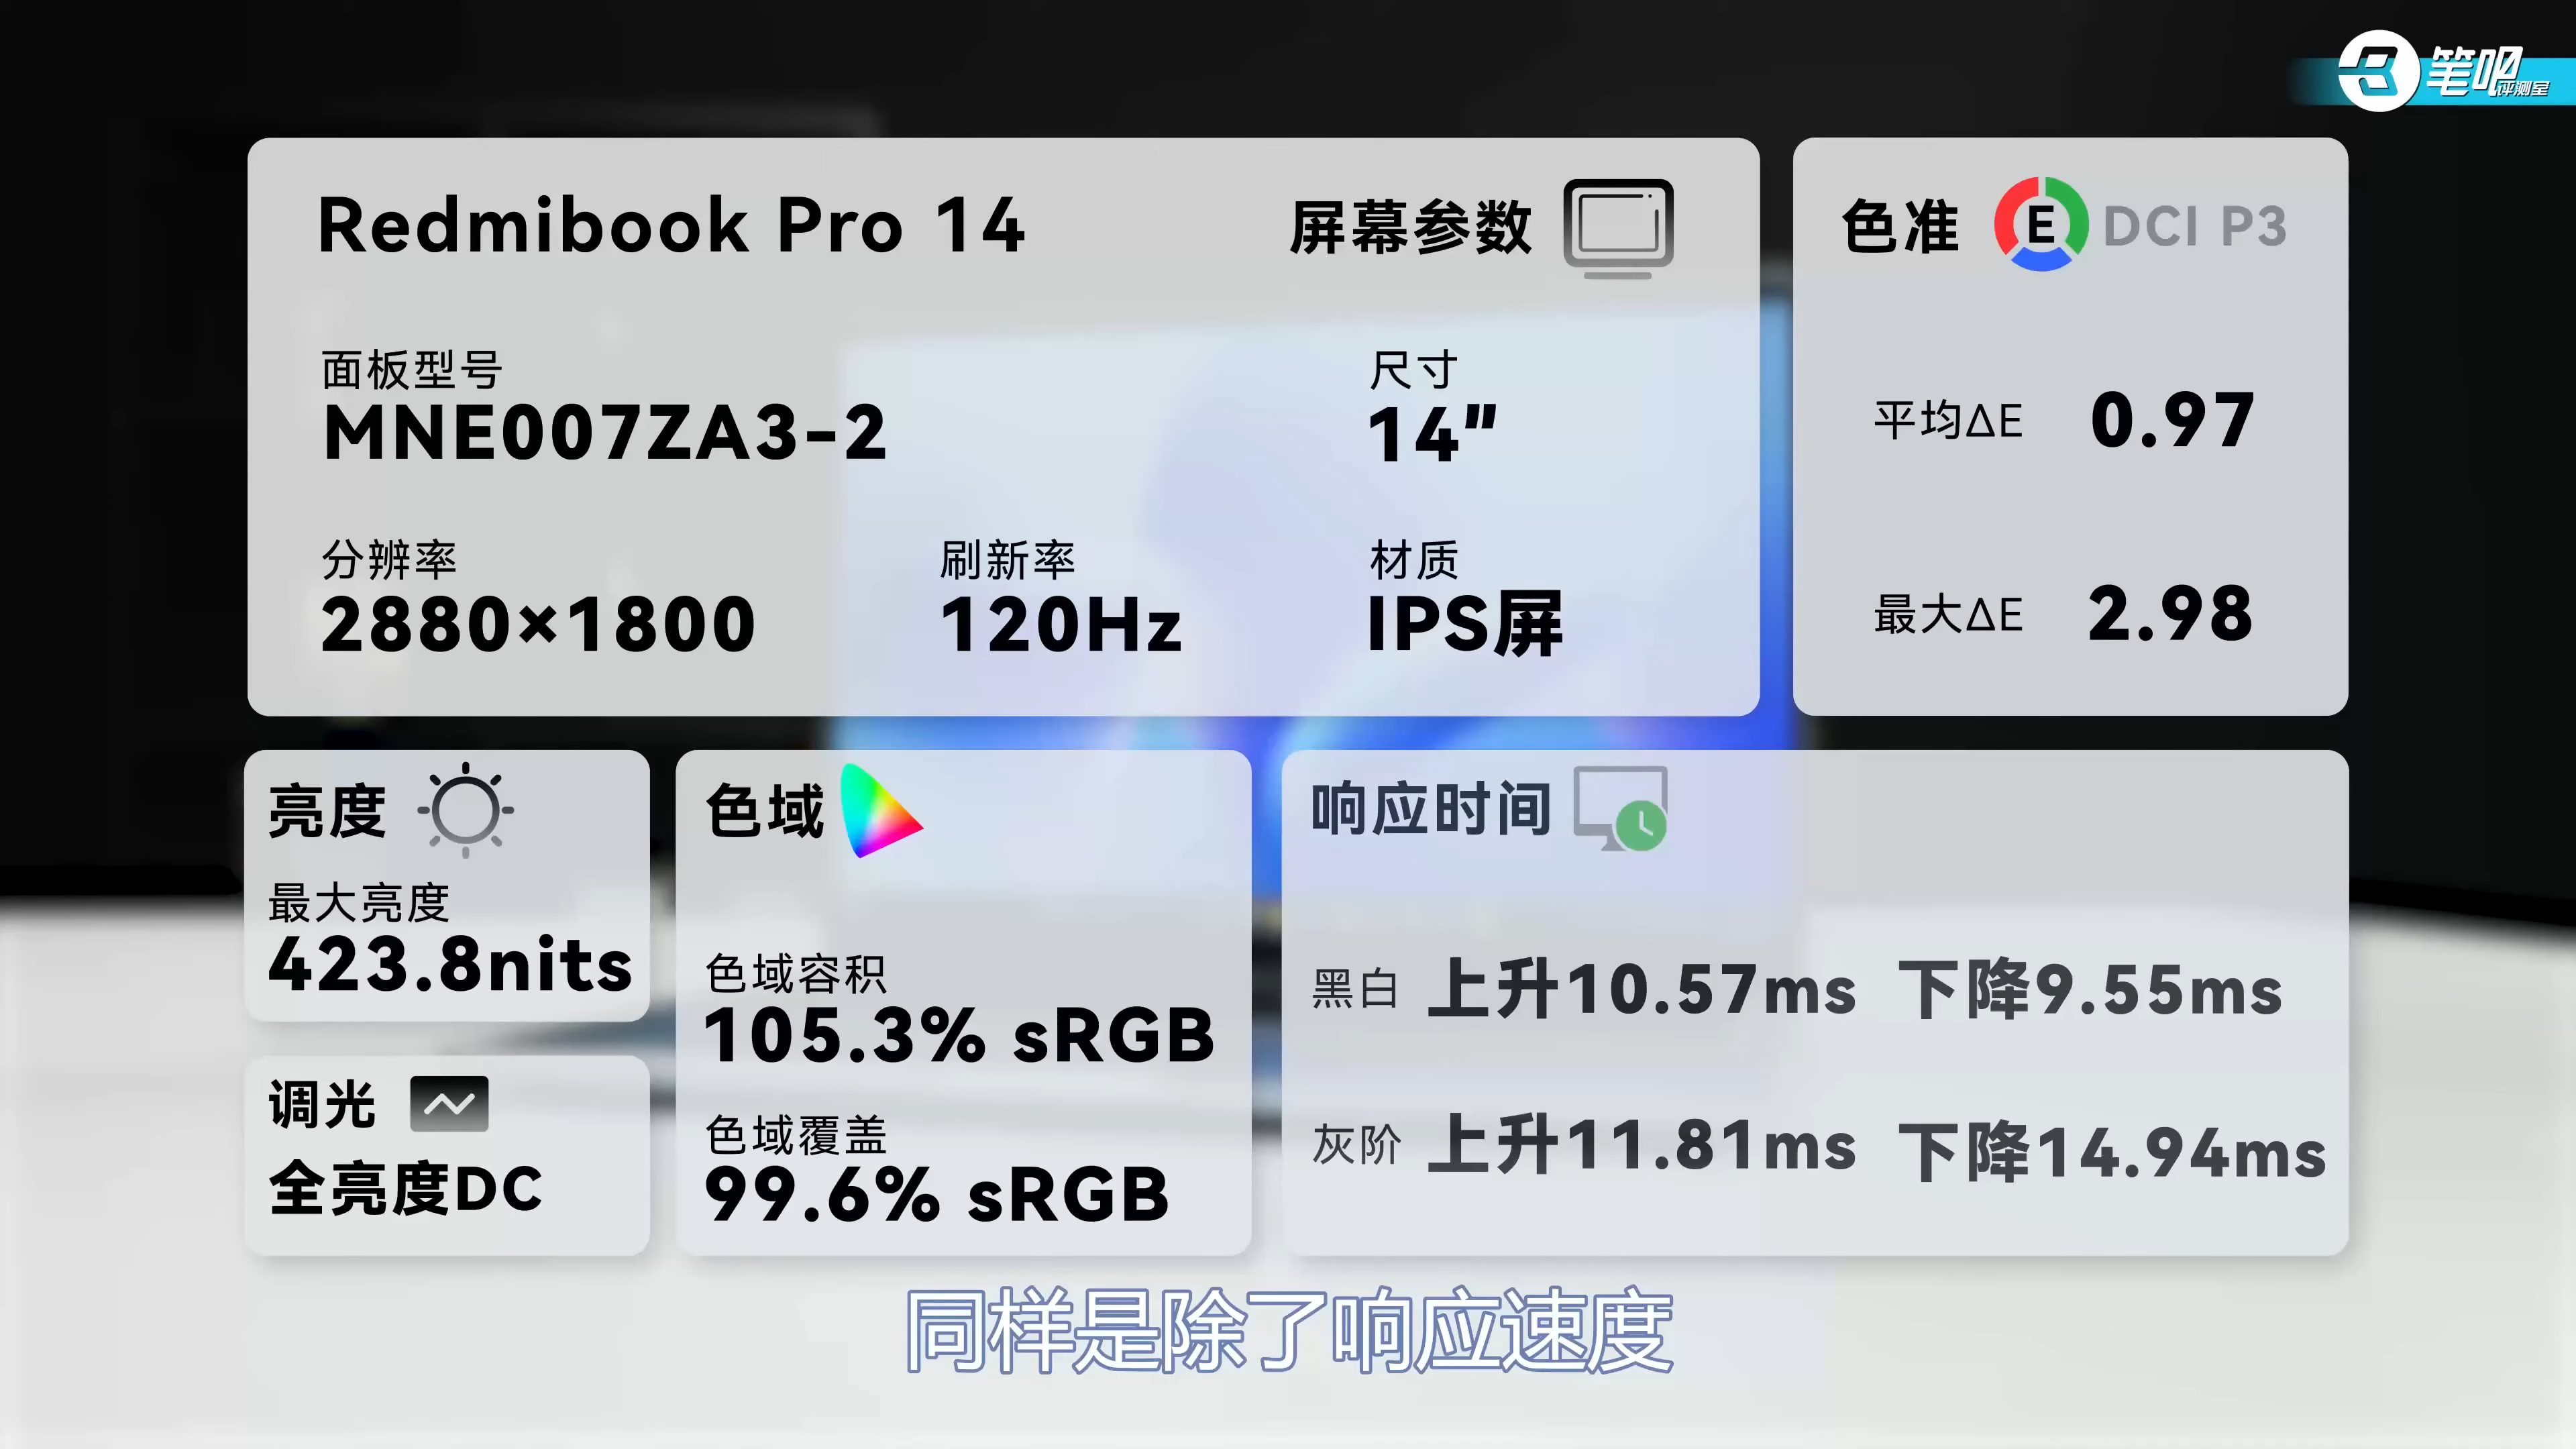 笔吧评测室
Redmibook Pro 14
屏幕参数
面板型号
MNE007ZA3-2
尺寸
14"
分辨率
2880×1800
刷新率
120Hz
材质
IPS屏
色准 E DCI P3
平均ΔE 0.97
最大ΔE 2.98
亮度
最大亮度
423.8nits
调光
全亮度DC
色域
色域容积
105.3% sRGB
色域覆盖
99.6% sRGB
响应时间
黑白 上升10.57ms 下降9.55ms
灰阶 上升11.81ms 下降14.94ms
同样是除了响应速度